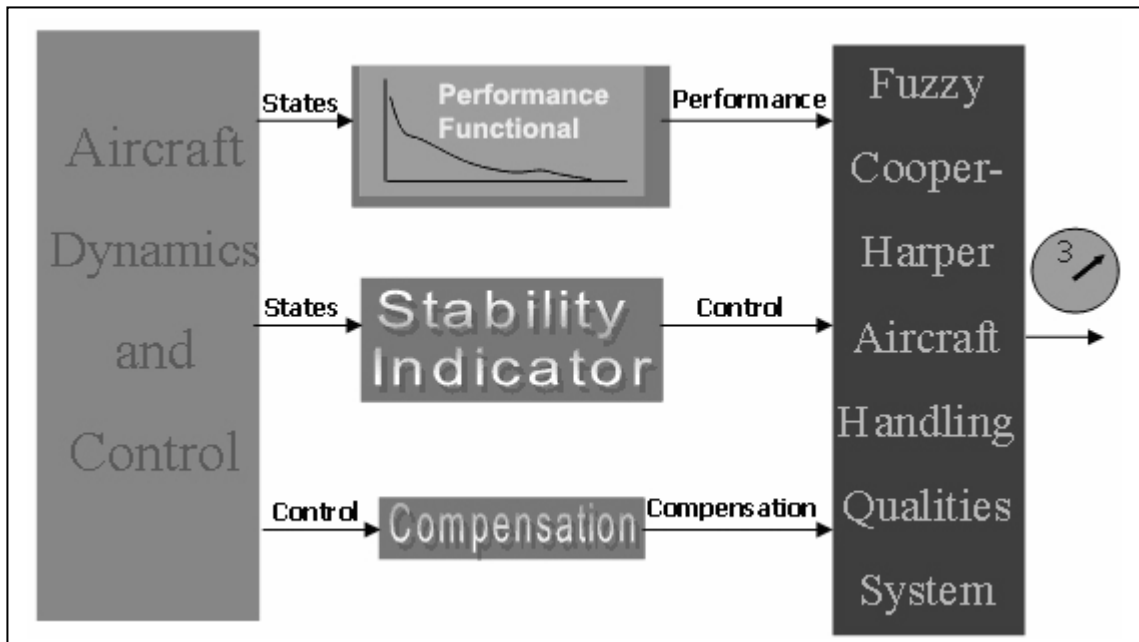 Aircraft
Dynamics
and
Control
States
Performance
Functional
Performance
States
Stability
Indicator
Control
Control
Compensation
Compensation
Fuzzy
Cooper-
Harper
Aircraft
Handling
Qualities
System
3